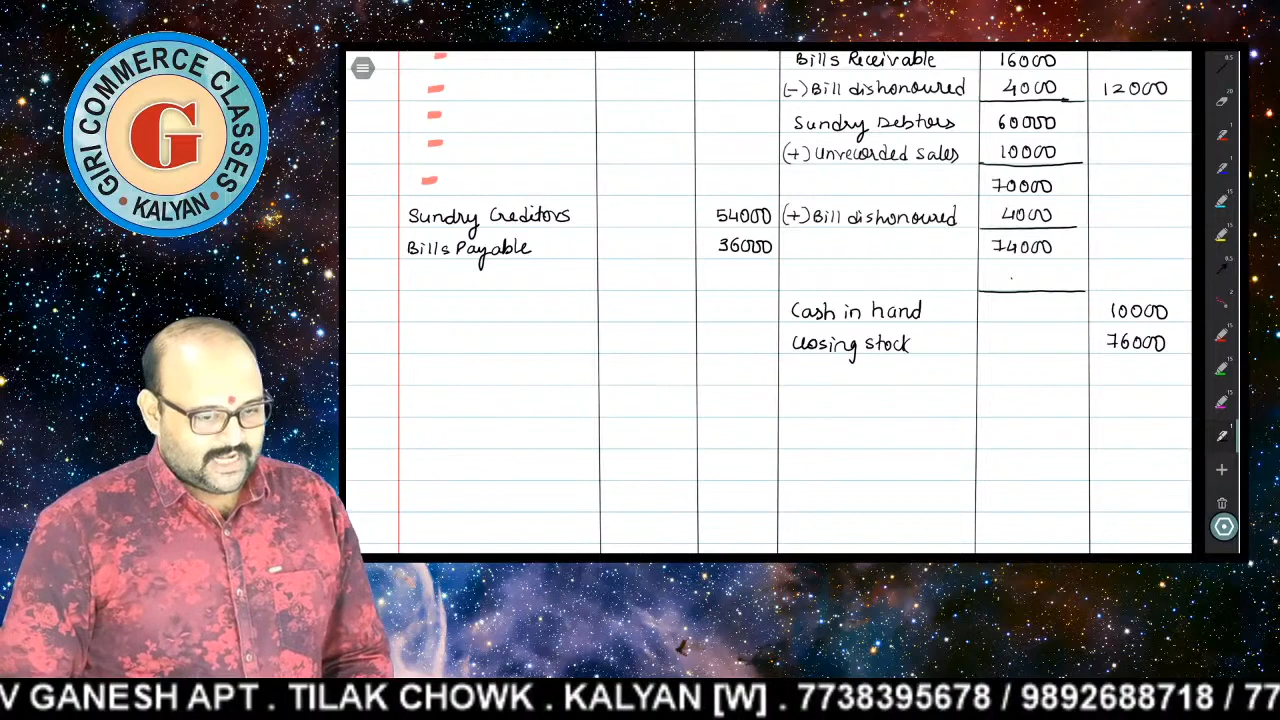 GIRI COMMERCE CLASSES
G
• KALYAN •
Bills Receivable 16000
(-) Bill dishonoured 4000 12000
Sundry Debtors 60000
(+) Unrecorded sales 10000
70000
Sundry Creditors 54000 (+) Bill dishonoured 4000
Bills Payable 36000 74000
Cash in hand 10000
Closing stock 76000
V GANESH APT . TILAK CHOWK . KALYAN [W] . 7738395678 / 9892688718 / 77